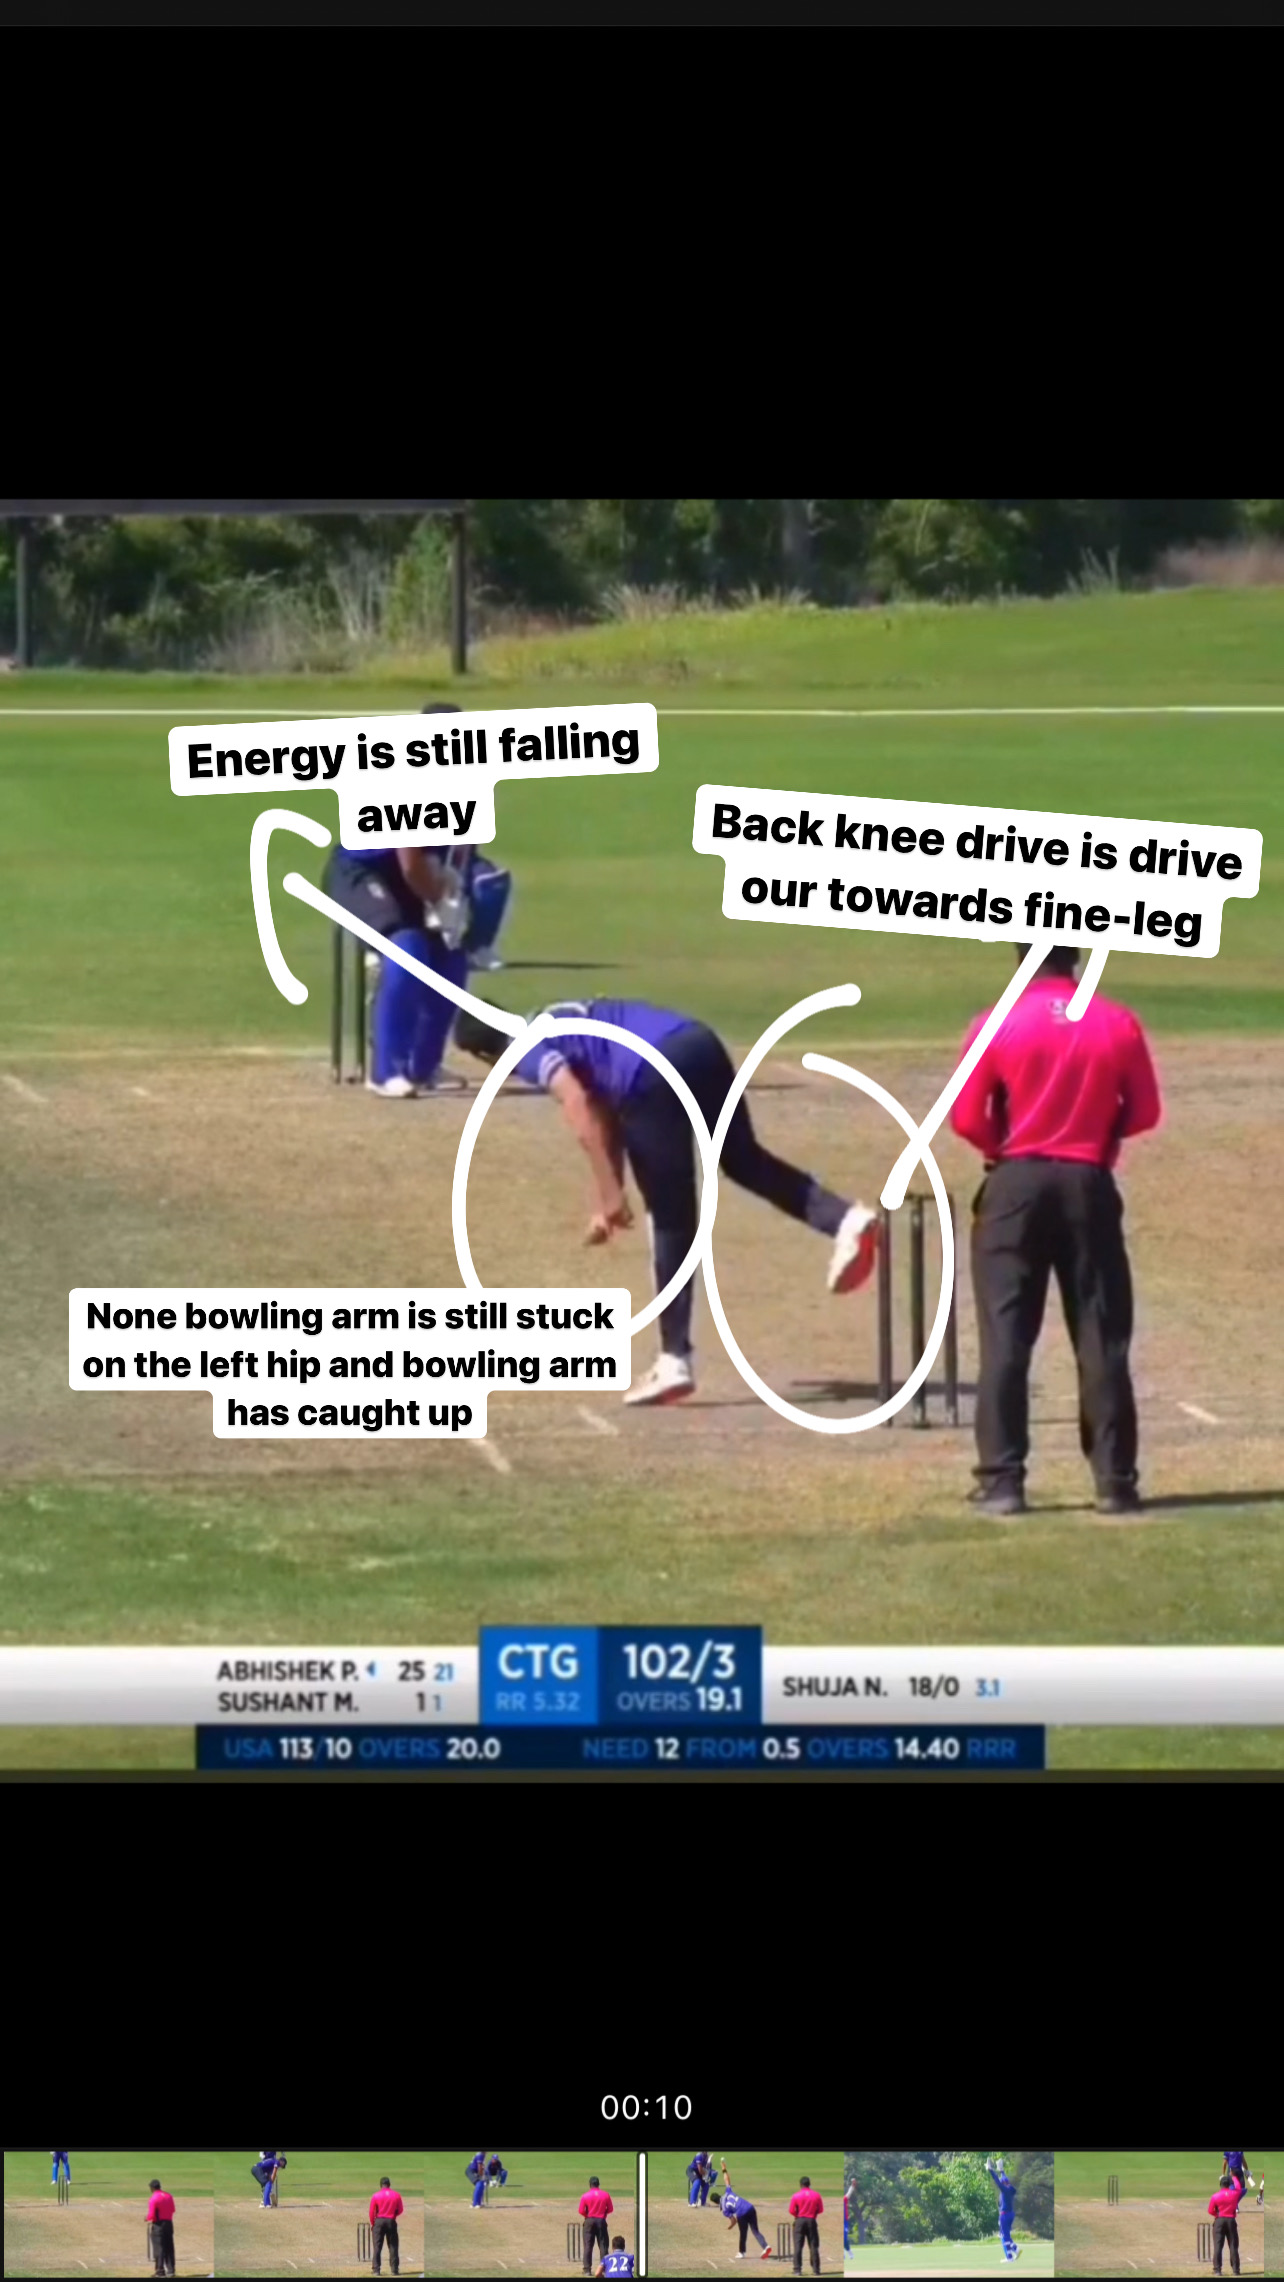 Energy is still falling
away
Back knee drive is drive
our towards fine-leg
None bowling arm is still stuck
on the left hip and bowling arm
has caught up
ABHISHEK P. 25 21
SUSHANT M. 1 1
CTG
RR 5.32
102/3
OVERS 19.1
SHUJA N. 18/0 3.1
USA 113/10 OVERS 20.0
NEED 12 FROM 0.5 OVERS 14.40 RRR
00:10
22